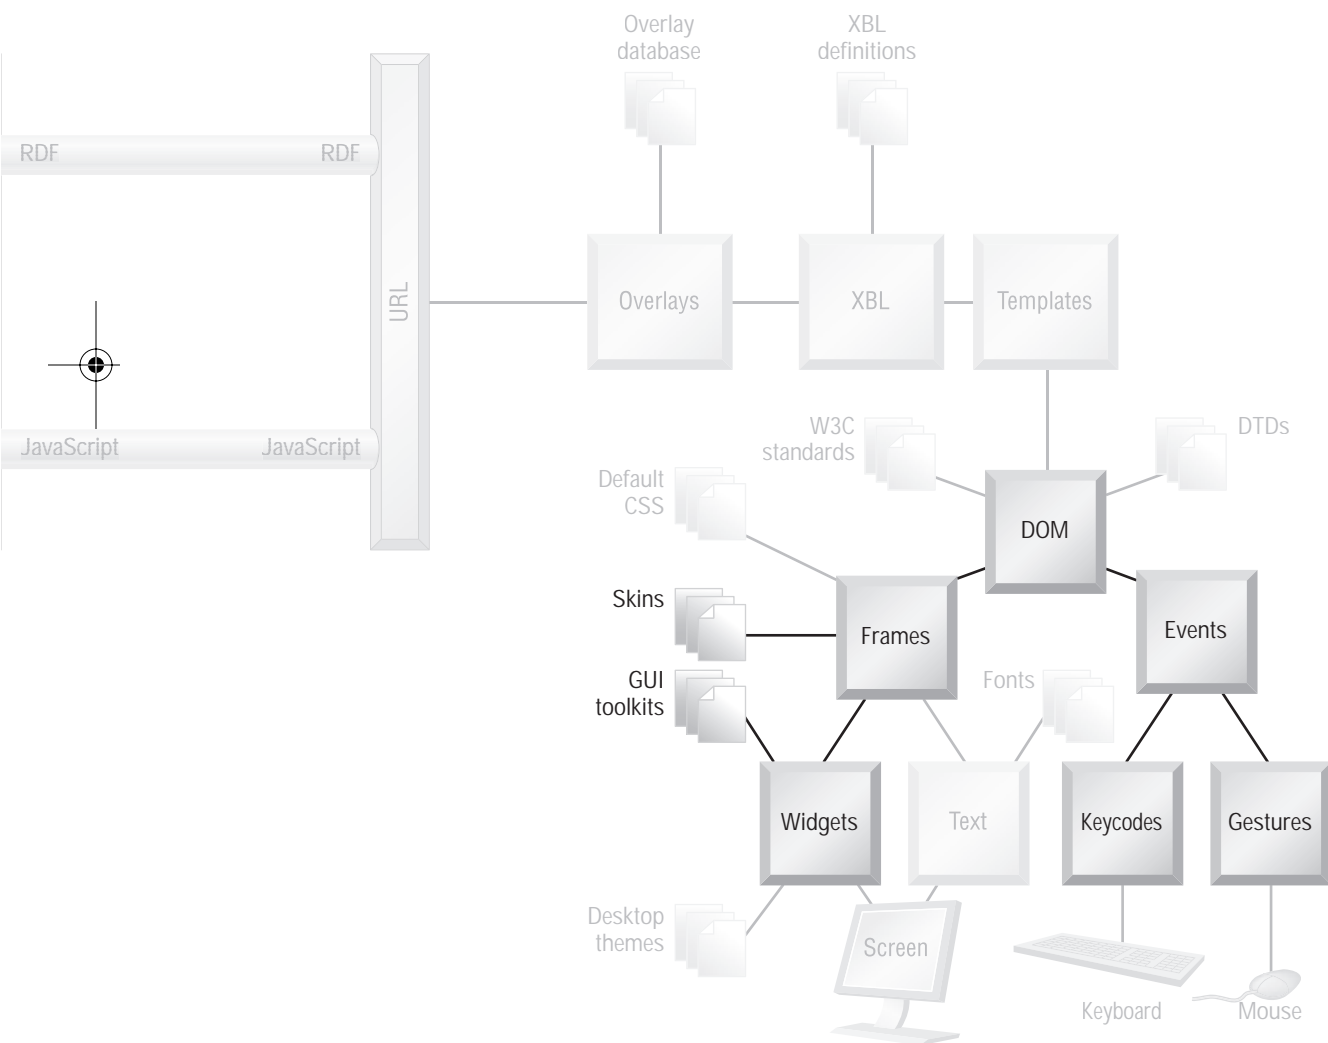 Overlay
database
XBL
definitions
RDF
RDF
URL
Overlays
XBL
Templates
JavaScript
JavaScript
W3C
standards
DTDs
Default
CSS
DOM
Skins
Frames
Events
GUI
toolkits
Fonts
Widgets
Text
Keycodes
Gestures
Desktop
themes
Screen
Keyboard
Mouse